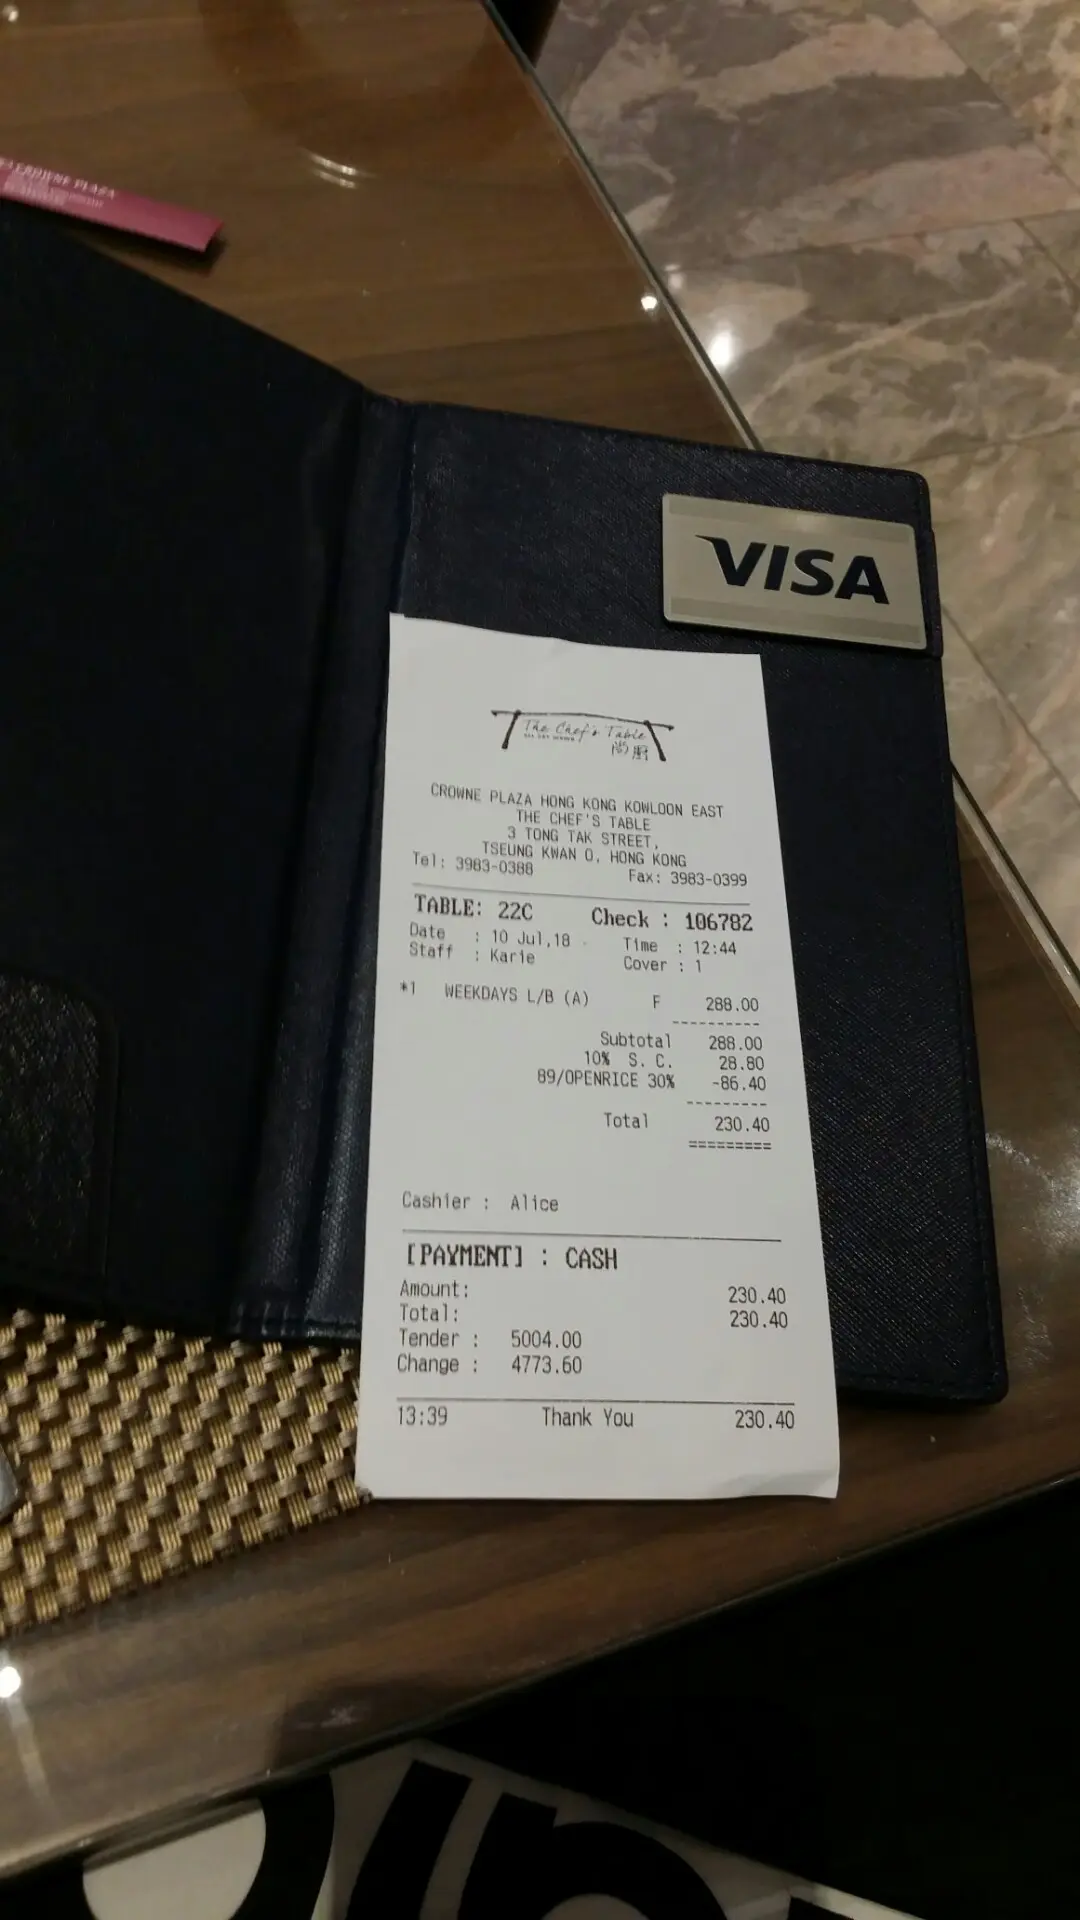 CROWNE PLAZA
VISA
The Chef's Table
尚廚
CROWNE PLAZA HONG KONG KOWLOON EAST
THE CHEF'S TABLE
3 TONG TAK STREET,
TSEUNG KWAN O, HONG KONG
Tel: 3983-0388 Fax: 3983-0399
TABLE: 22C Check : 106782
Date : 10 Jul,18 Time : 12:44
Staff : Karie Cover : 1
*1 WEEKDAYS L/B (A) F 288.00
Subtotal 288.00
10% S. C. 28.80
89/OPENRICE 30% -86.40
Total 230.40
Cashier : Alice
[PAYMENT] : CASH
Amount: 230.40
Total: 230.40
Tender : 5004.00
Change : 4773.60
13:39 Thank You 230.40